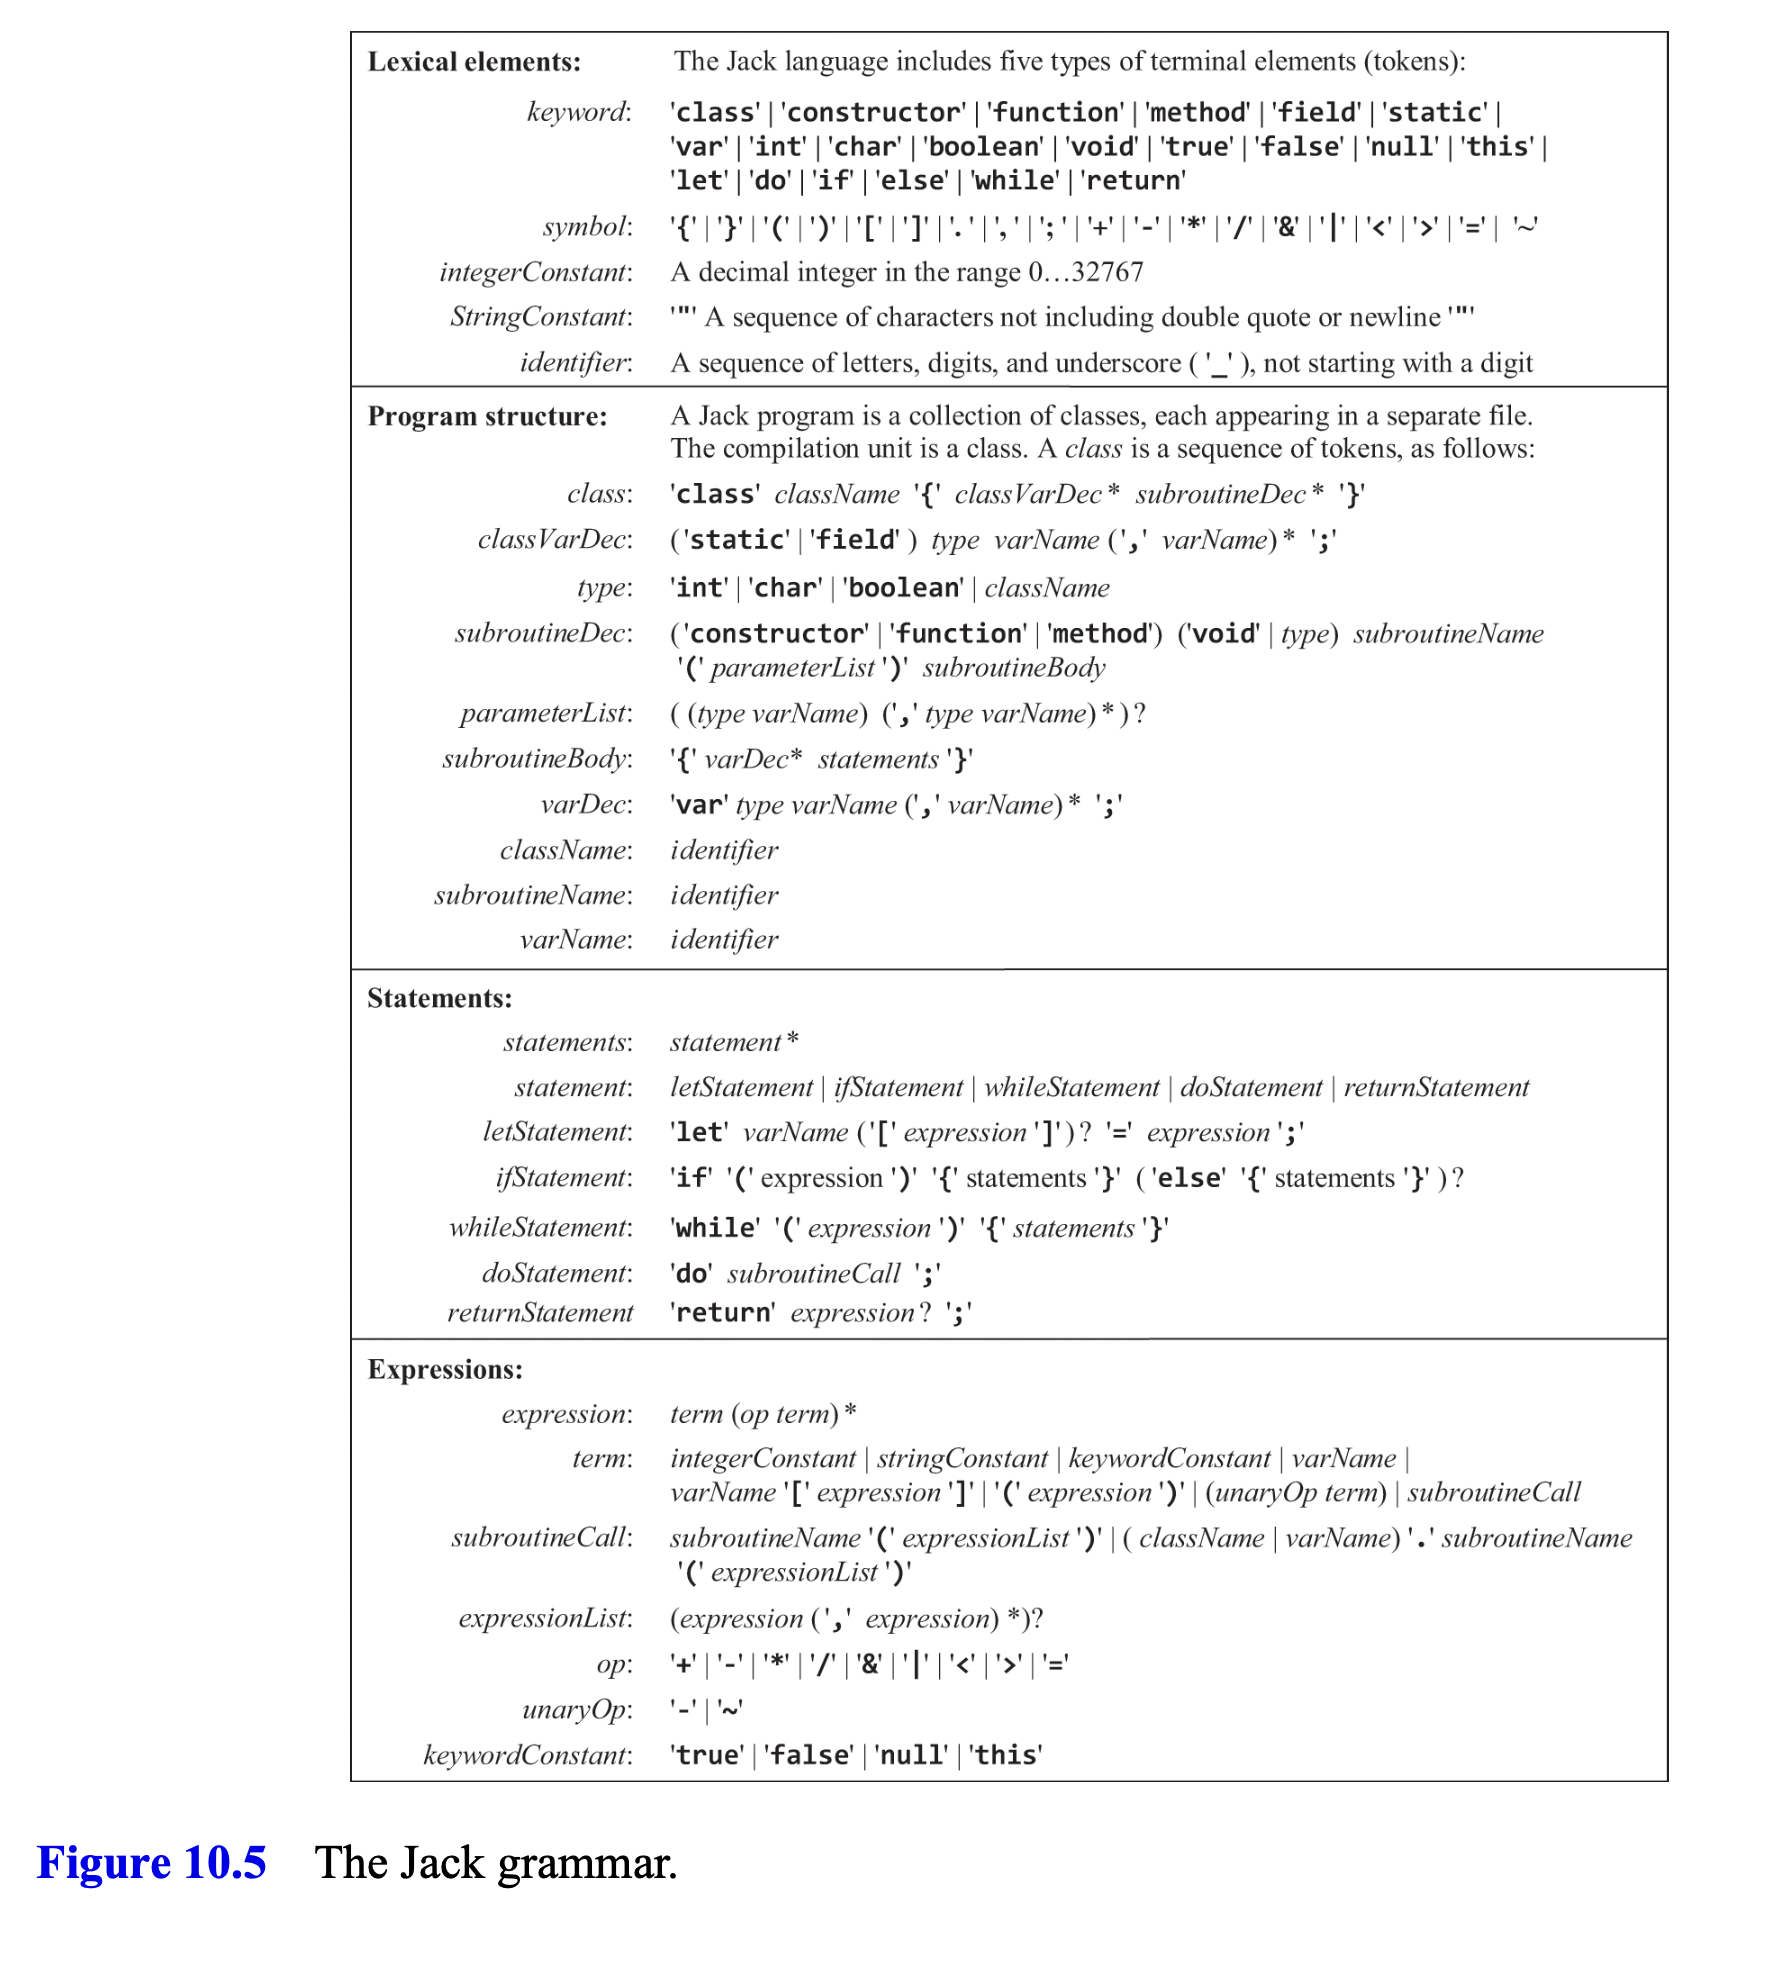 Lexical elements: The Jack language includes five types of terminal elements (tokens):
keyword: 'class' | 'constructor' | 'function' | 'method' | 'field' | 'static' |
'var' | 'int' | 'char' | 'boolean' | 'void' | 'true' | 'false' | 'null' | 'this' |
'let' | 'do' | 'if' | 'else' | 'while' | 'return'
symbol: '{' | '}' | '(' | ')' | '[' | ']' | '.' | ',' | ';' | '+' | '-' | '*' | '/' | '&' | '|' | '<' | '>' | '=' | '~'
integerConstant: A decimal integer in the range 0…32767
StringConstant: '"' A sequence of characters not including double quote or newline '"'
identifier: A sequence of letters, digits, and underscore ( '_' ), not starting with a digit
Program structure: A Jack program is a collection of classes, each appearing in a separate file.
The compilation unit is a class. A class is a sequence of tokens, as follows:
class: 'class' className '{' classVarDec* subroutineDec* '}'
classVarDec: ('static' | 'field' ) type varName (',' varName)* ';'
type: 'int' | 'char' | 'boolean' | className
subroutineDec: ('constructor' | 'function' | 'method') ('void' | type) subroutineName
'(' parameterList ')' subroutineBody
parameterList: ( (type varName) (',' type varName)*)?
subroutineBody: '{' varDec* statements '}'
varDec: 'var' type varName (',' varName)* ';'
className: identifier
subroutineName: identifier
varName: identifier
Statements:
statements: statement*
statement: letStatement | ifStatement | whileStatement | doStatement | returnStatement
letStatement: 'let' varName ('[' expression ']')? '=' expression ';'
ifStatement: 'if' '(' expression ')' '{' statements '}' ( 'else' '{' statements '}' )?
whileStatement: 'while' '(' expression ')' '{' statements '}'
doStatement: 'do' subroutineCall ';'
returnStatement 'return' expression? ';'
Expressions:
expression: term (op term)*
term: integerConstant | stringConstant | keywordConstant | varName |
varName '[' expression ']' | '(' expression ')' | (unaryOp term) | subroutineCall
subroutineCall: subroutineName '(' expressionList ')' | ( className | varName) '.' subroutineName
'(' expressionList ')'
expressionList: (expression (',' expression) *)?
op: '+' | '-' | '*' | '/' | '&' | '|' | '<' | '>' | '='
unaryOp: '-' | '~'
keywordConstant: 'true' | 'false' | 'null' | 'this'
Figure 10.5 The Jack grammar.